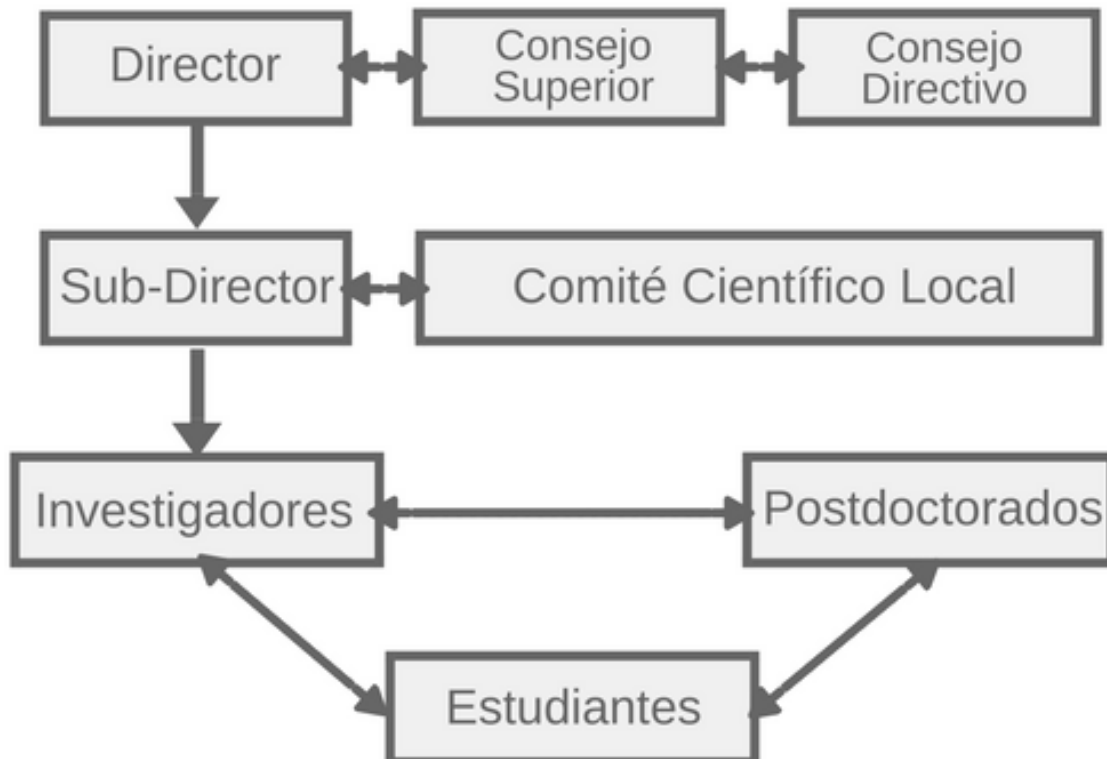 Director
Consejo
Superior
Consejo
Directivo
Sub-Director
Comité Científico Local
Investigadores
Postdoctorados
Estudiantes